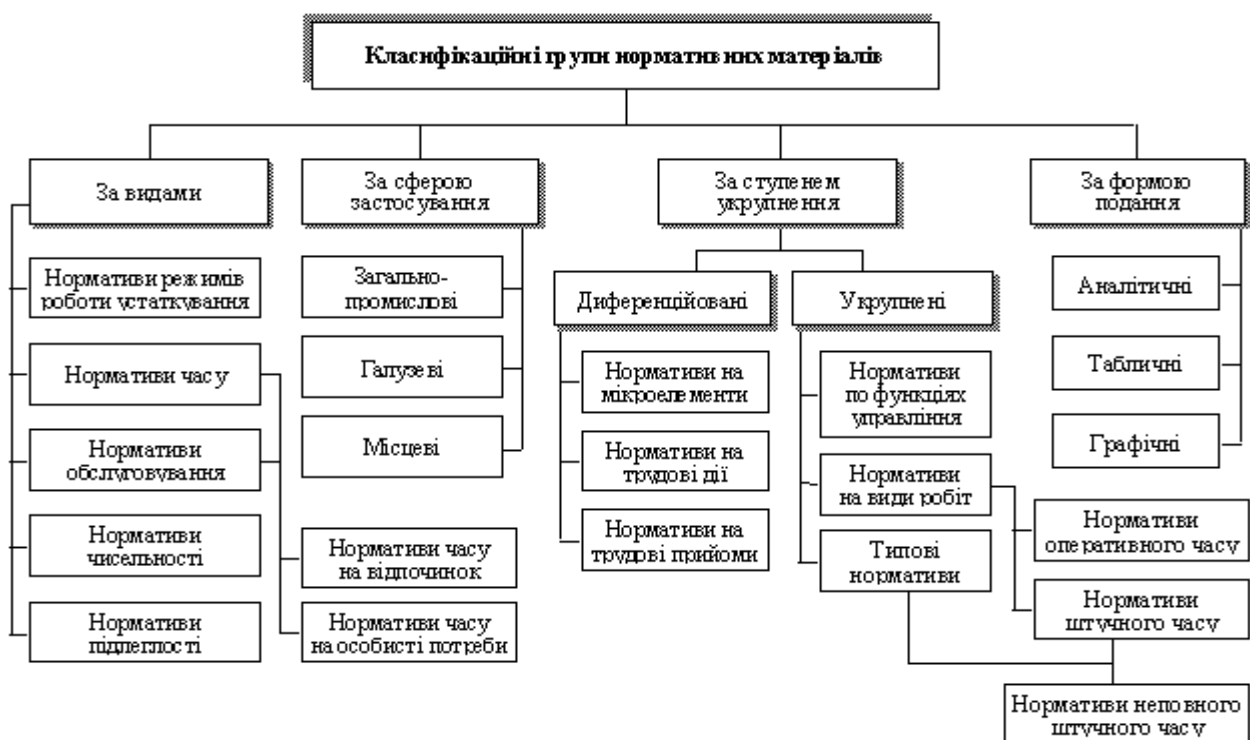 Класифікаційні групи нормативних матеріалів
За видами
За сферою
застосування
За ступенем
укрупнення
За формою
подання
Нормативи режимів
роботи устаткування
Нормативи часу
Нормативи
обслуговування
Нормативи
чисельності
Нормативи
підлеглості
Загально-
промислові
Галузеві
Місцеві
Нормативи часу
на відпочинок
Нормативи часу
на особисті потреби
Диференційовані
Нормативи на
мікроелементи
Нормативи на
трудові дії
Нормативи на
трудові прийоми
Укрупнені
Нормативи
по функціях
управління
Нормативи
на види робіт
Типові
нормативи
Аналітичні
Табличні
Графічні
Нормативи
оперативного часу
Нормативи
штучного часу
Нормативи неповного
штучного часу